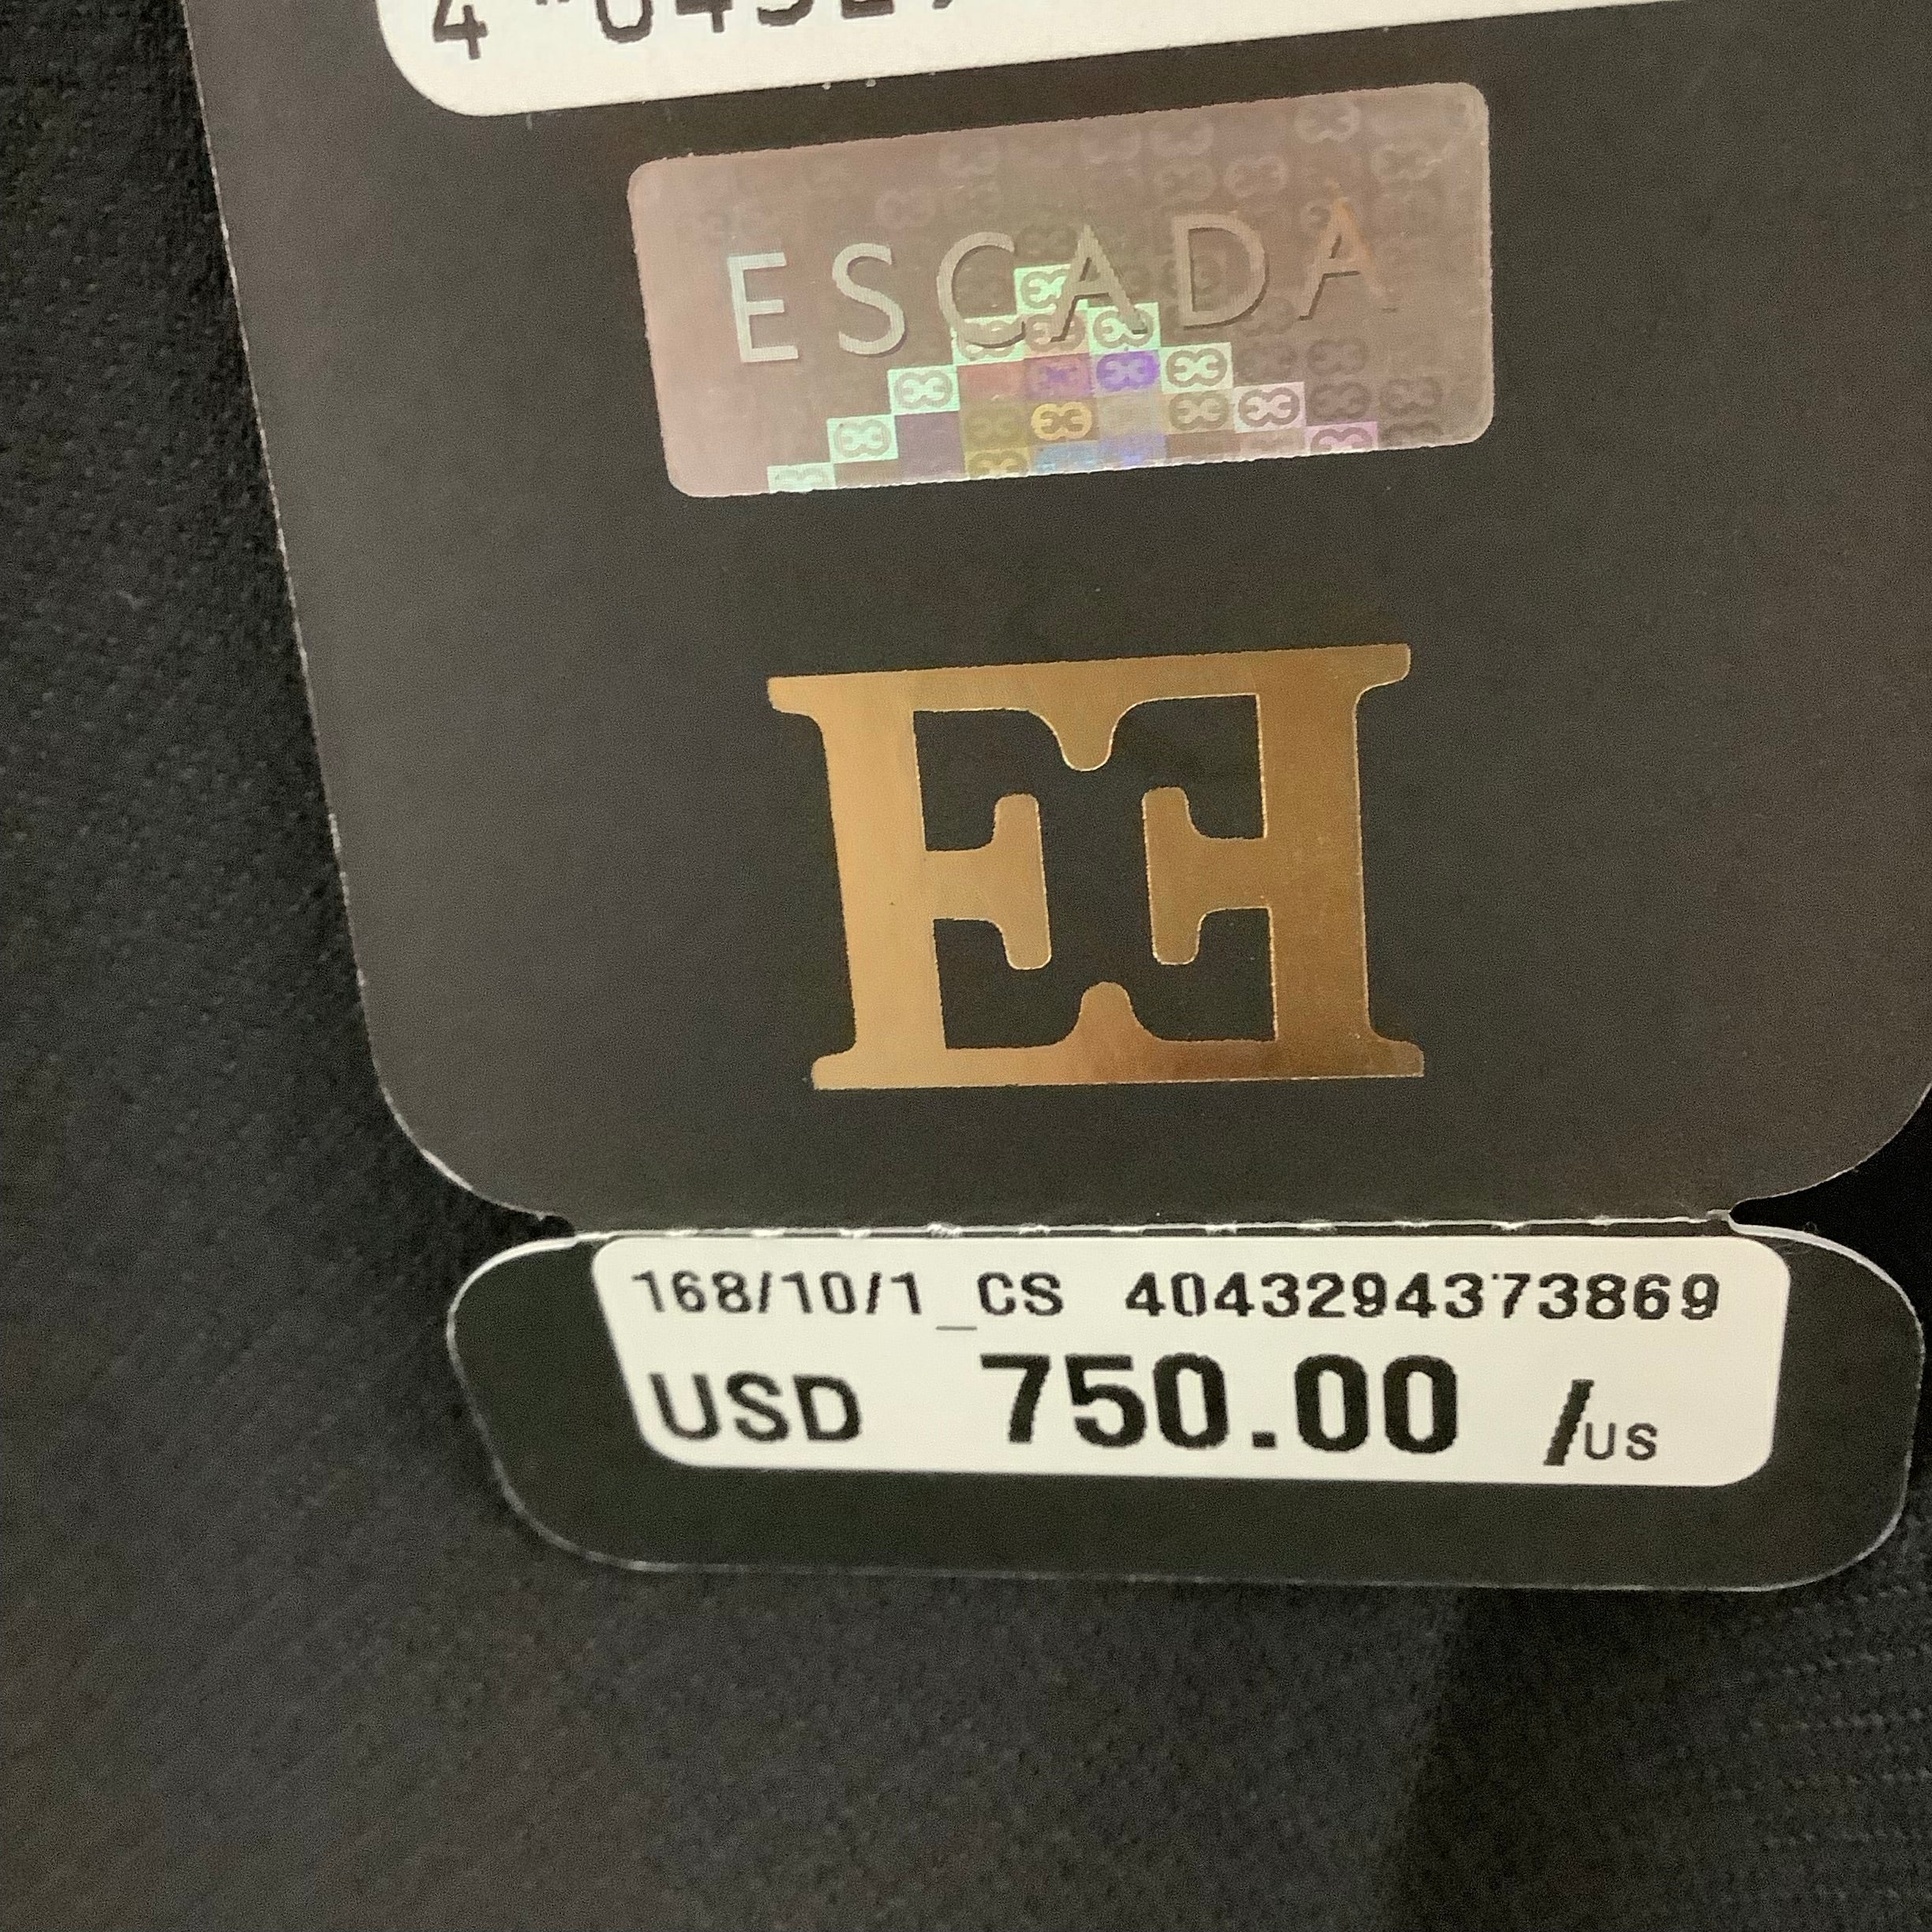 ESCADA
168/10/1_CS 4043294373869
USD 750.00 /US